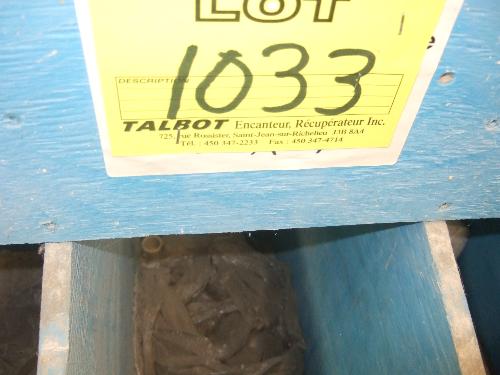 LOT
1033
DESCRIPTION
TALBOT Encanteur, Récupérateur Inc.
725, rue Rossiter, Saint-Jean-sur-Richelieu J3B 8A4
Tél.: 450 347-2233 Fax : 450 347-4714